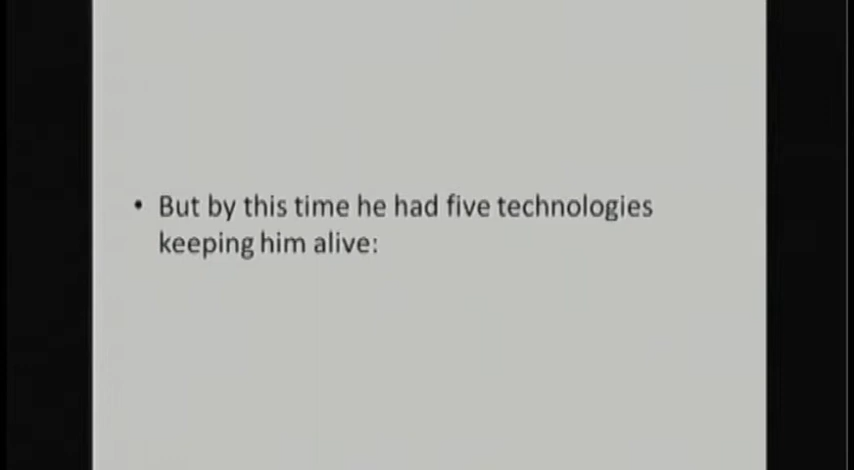 • But by this time he had five technologies
keeping him alive: